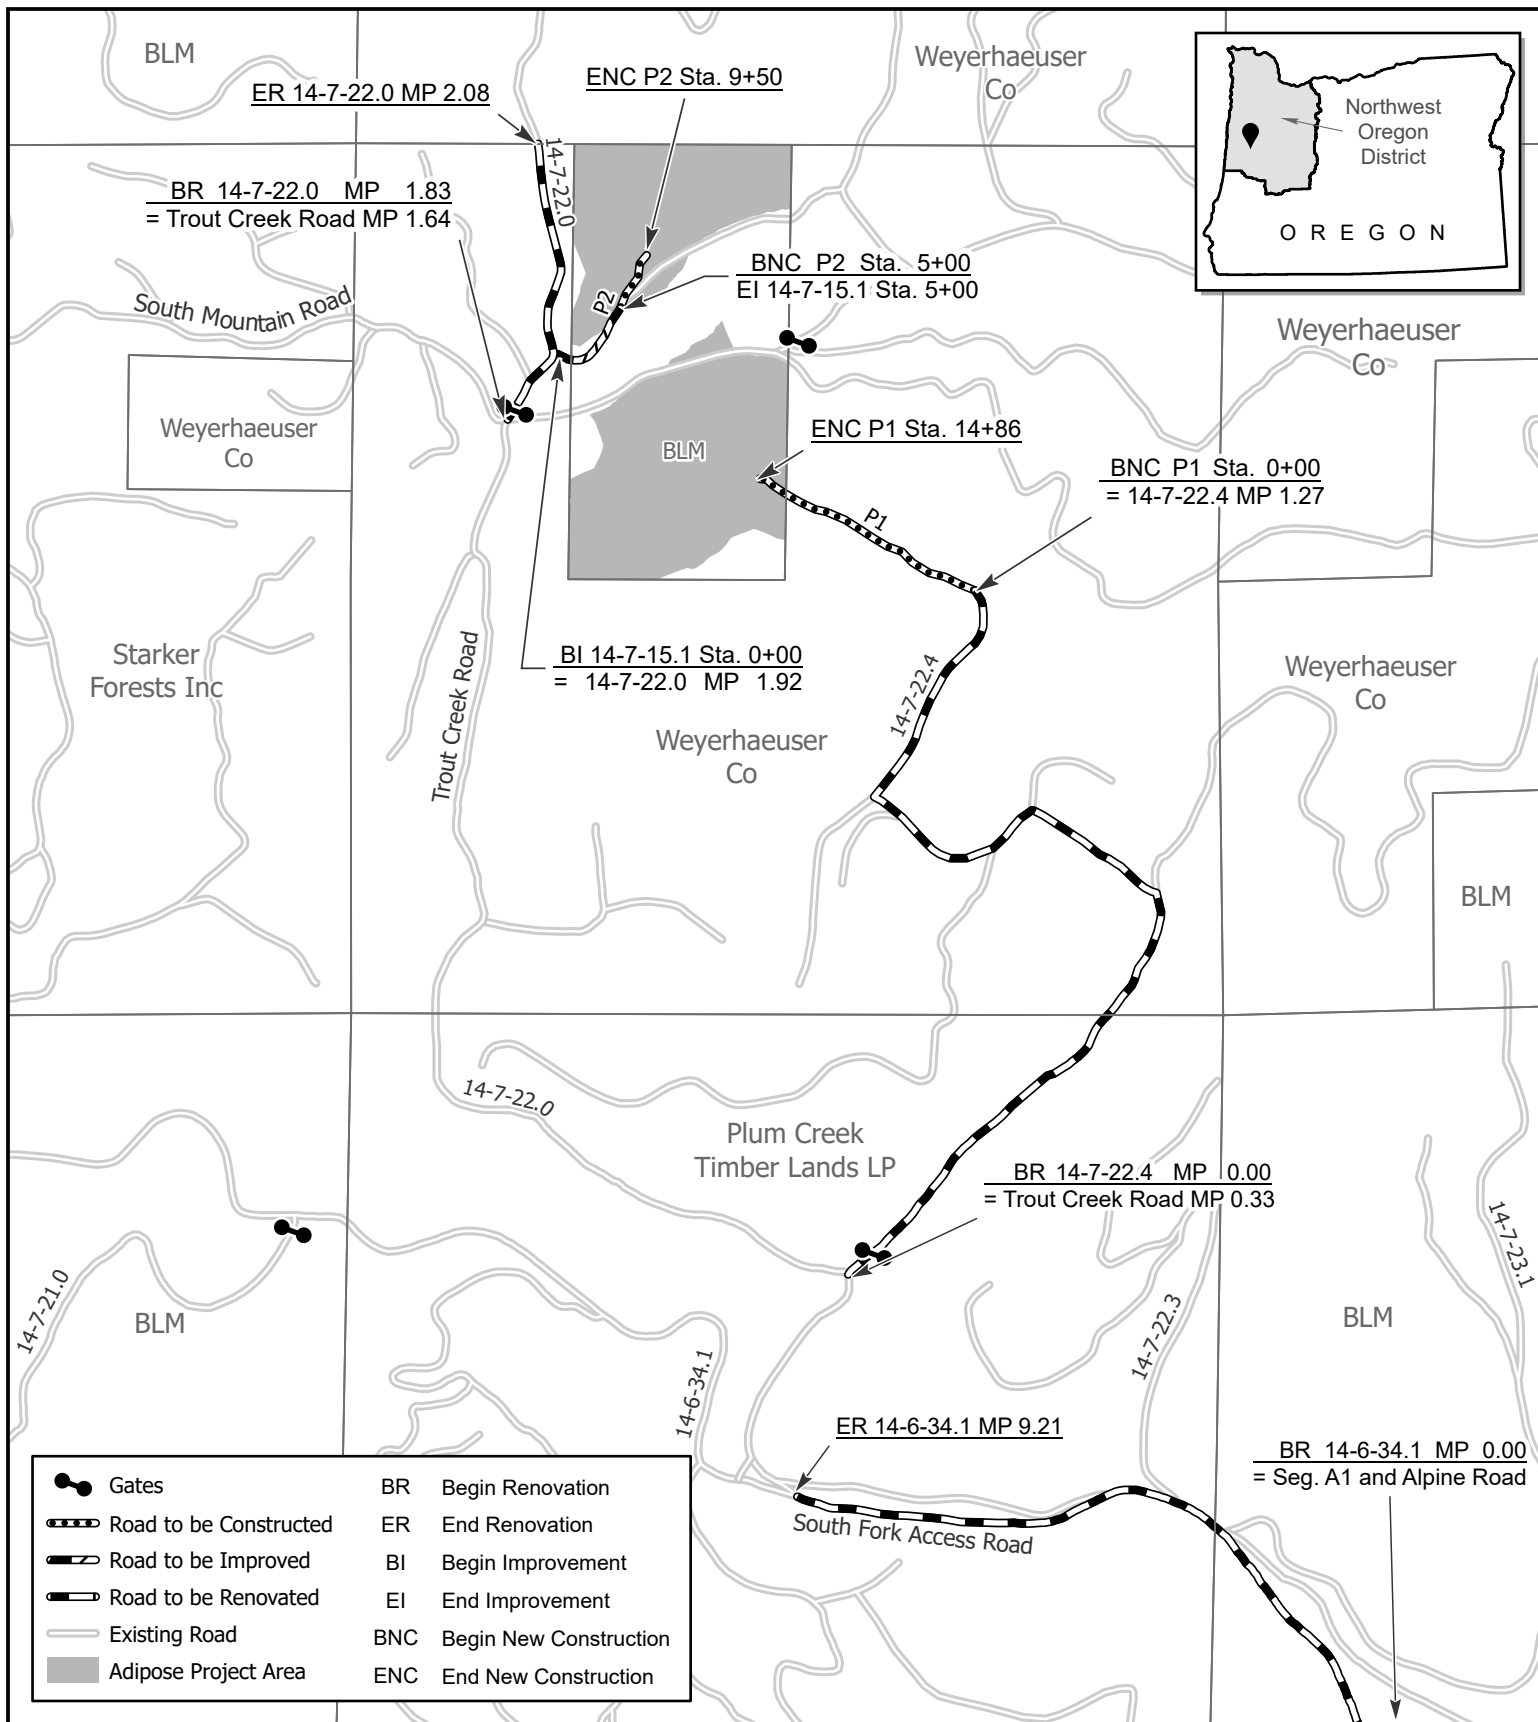 BLM
Weyerhaeuser
Co
ENC P2 Sta. 9+50
ER 14-7-22.0 MP 2.08
Northwest
Oregon
District
OREGON
14-7-22.0
BR 14-7-22.0 MP 1.83
= Trout Creek Road MP 1.64
BNC P2 Sta. 5+00
EI 14-7-15.1 Sta. 5+00
P2
South Mountain Road
Weyerhaeuser
Co
Weyerhaeuser
Co
ENC P1 Sta. 14+86
BLM
BNC P1 Sta. 0+00
= 14-7-22.4 MP 1.27
P1
Starker
Forests Inc
BI 14-7-15.1 Sta. 0+00
= 14-7-22.0 MP 1.92
Trout Creek Road
14-7-22.4
Weyerhaeuser
Co
Weyerhaeuser
Co
BLM
14-7-22.0
Plum Creek
Timber Lands LP
BR 14-7-22.4 MP 0.00
= Trout Creek Road MP 0.33
14-7-23.1
14-7-21.0
BLM
14-7-22.3
BLM
14-6-34.1
ER 14-6-34.1 MP 9.21
BR 14-6-34.1 MP 0.00
= Seg. A1 and Alpine Road
South Fork Access Road
Gates
Road to be Constructed
Road to be Improved
Road to be Renovated
Existing Road
Adipose Project Area
BR Begin Renovation
ER End Renovation
BI Begin Improvement
EI End Improvement
BNC Begin New Construction
ENC End New Construction